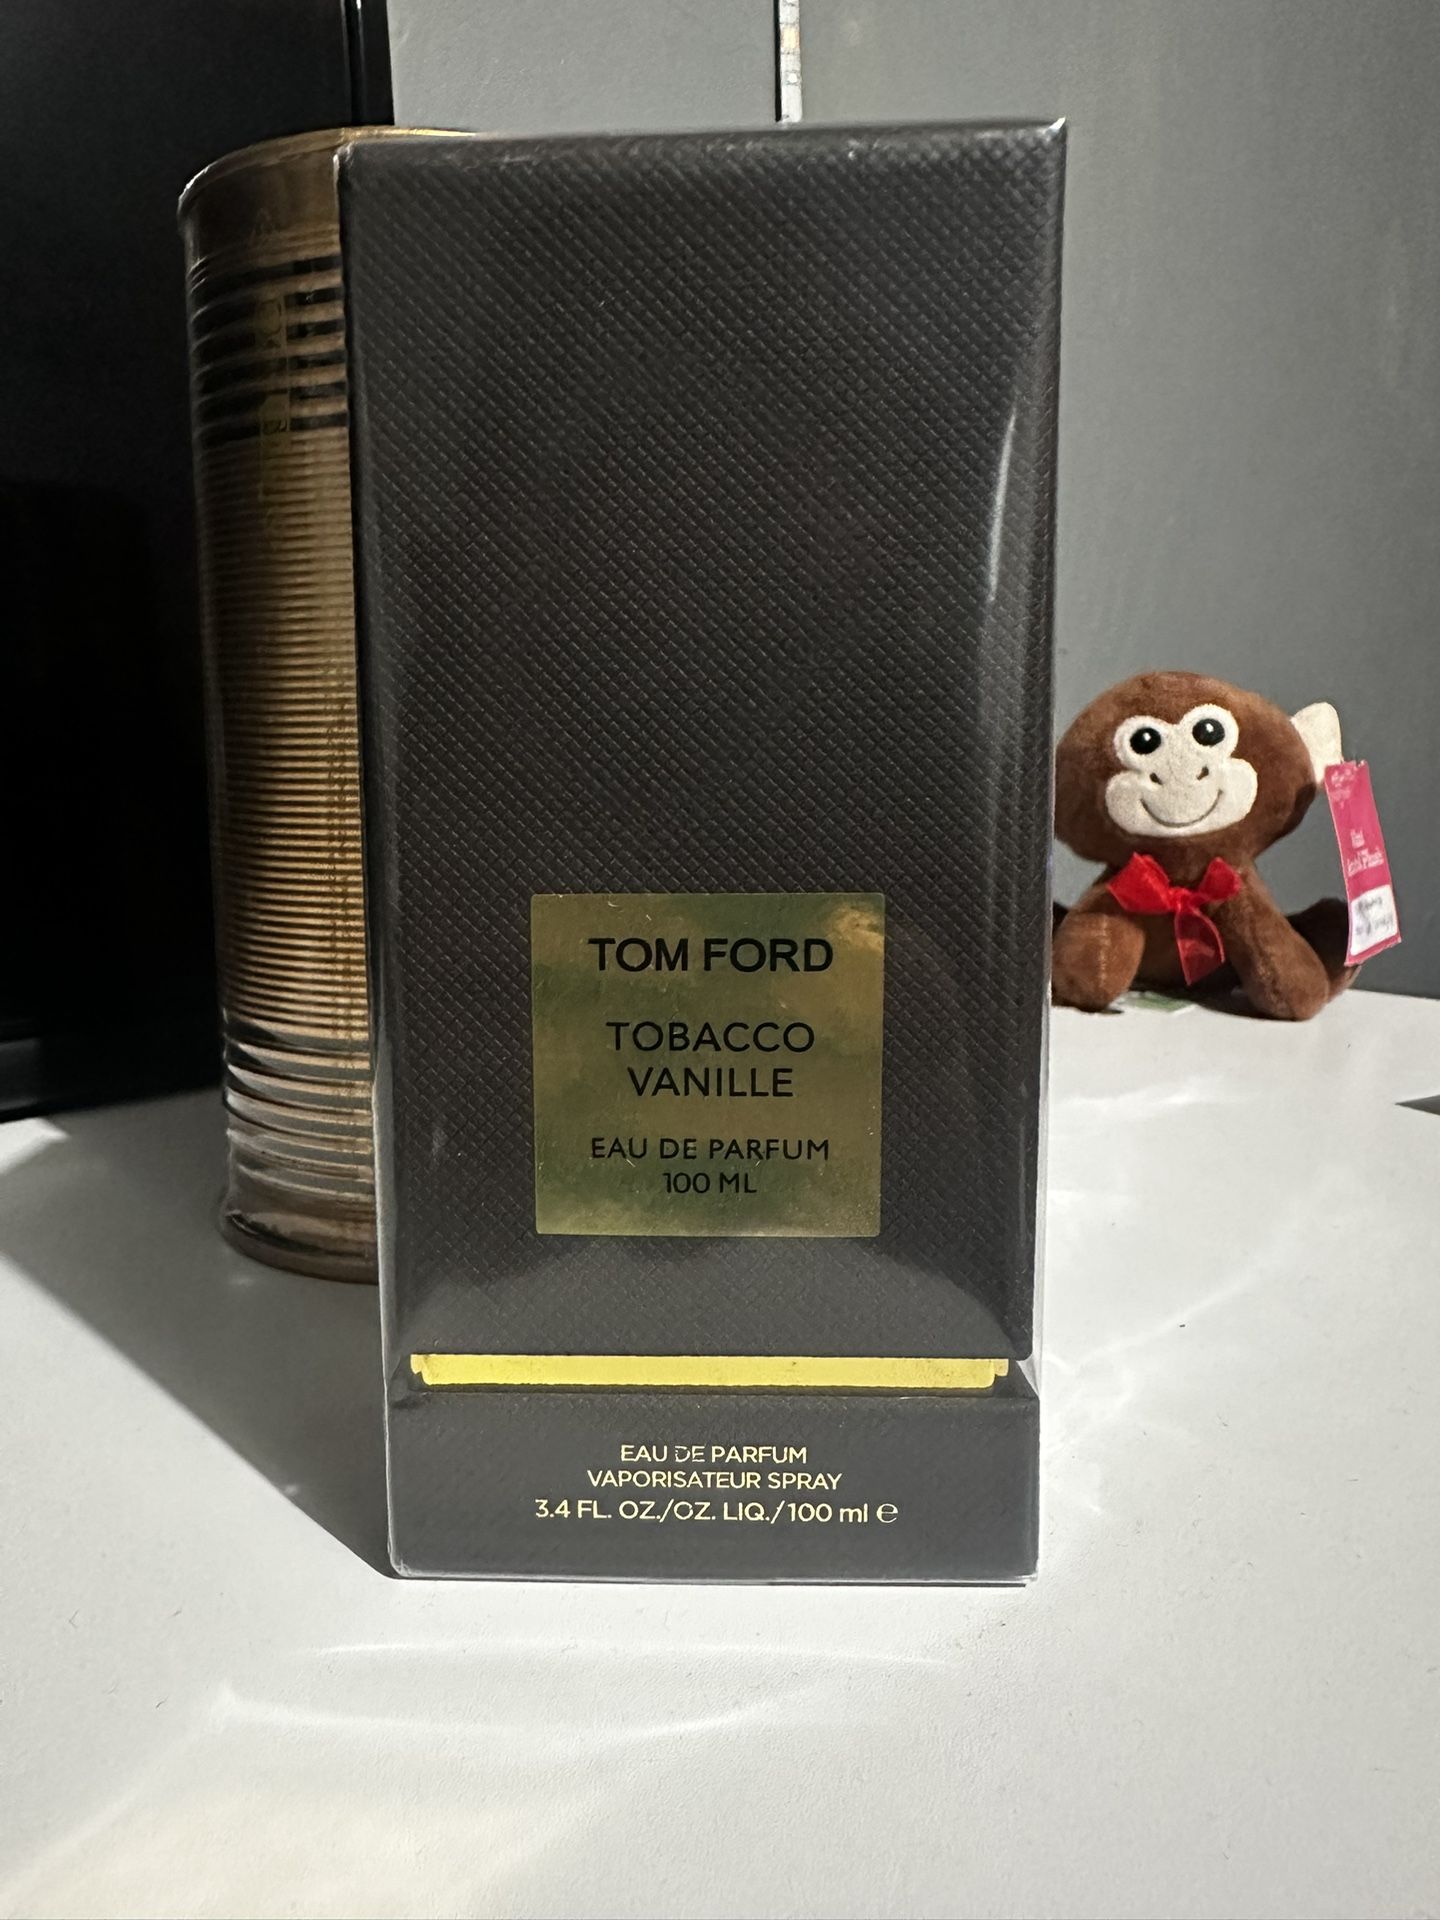 TOM FORD
TOBACCO
VANILLE
EAU DE PARFUM
100 ML
EAU DE PARFUM
VAPORISATEUR SPRAY
3.4 FL. OZ./OZ. LIQ./100 ml ℮